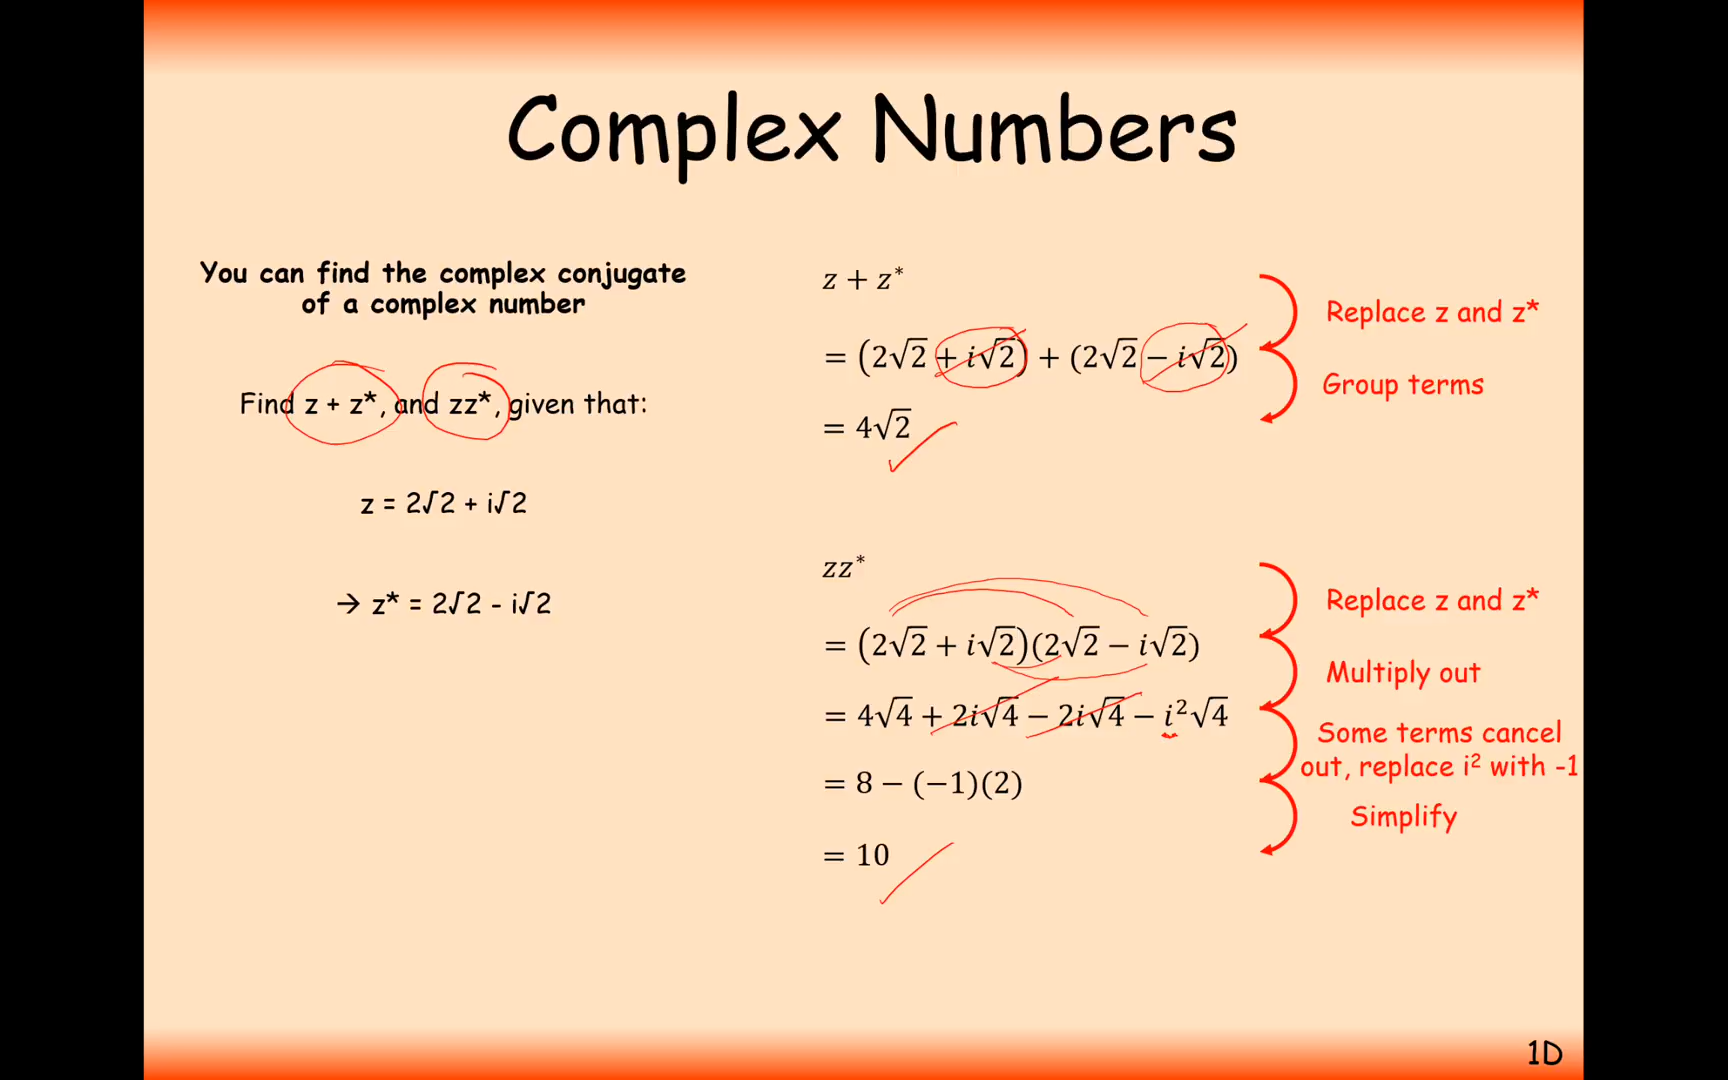 Complex Numbers
You can find the complex conjugate
of a complex number
Find z + z*, and zz*, given that:
z = 2√2 + i√2
→ z* = 2√2 - i√2
z + z*
= (2√2 + i√2) + (2√2 − i√2)
= 4√2
Replace z and z*
Group terms
zz*
= (2√2 + i√2)(2√2 − i√2)
= 4√4 + 2i√4 − 2i√4 − i²√4
= 8 − (−1)(2)
= 10
Replace z and z*
Multiply out
Some terms cancel
out, replace i² with -1
Simplify
1D